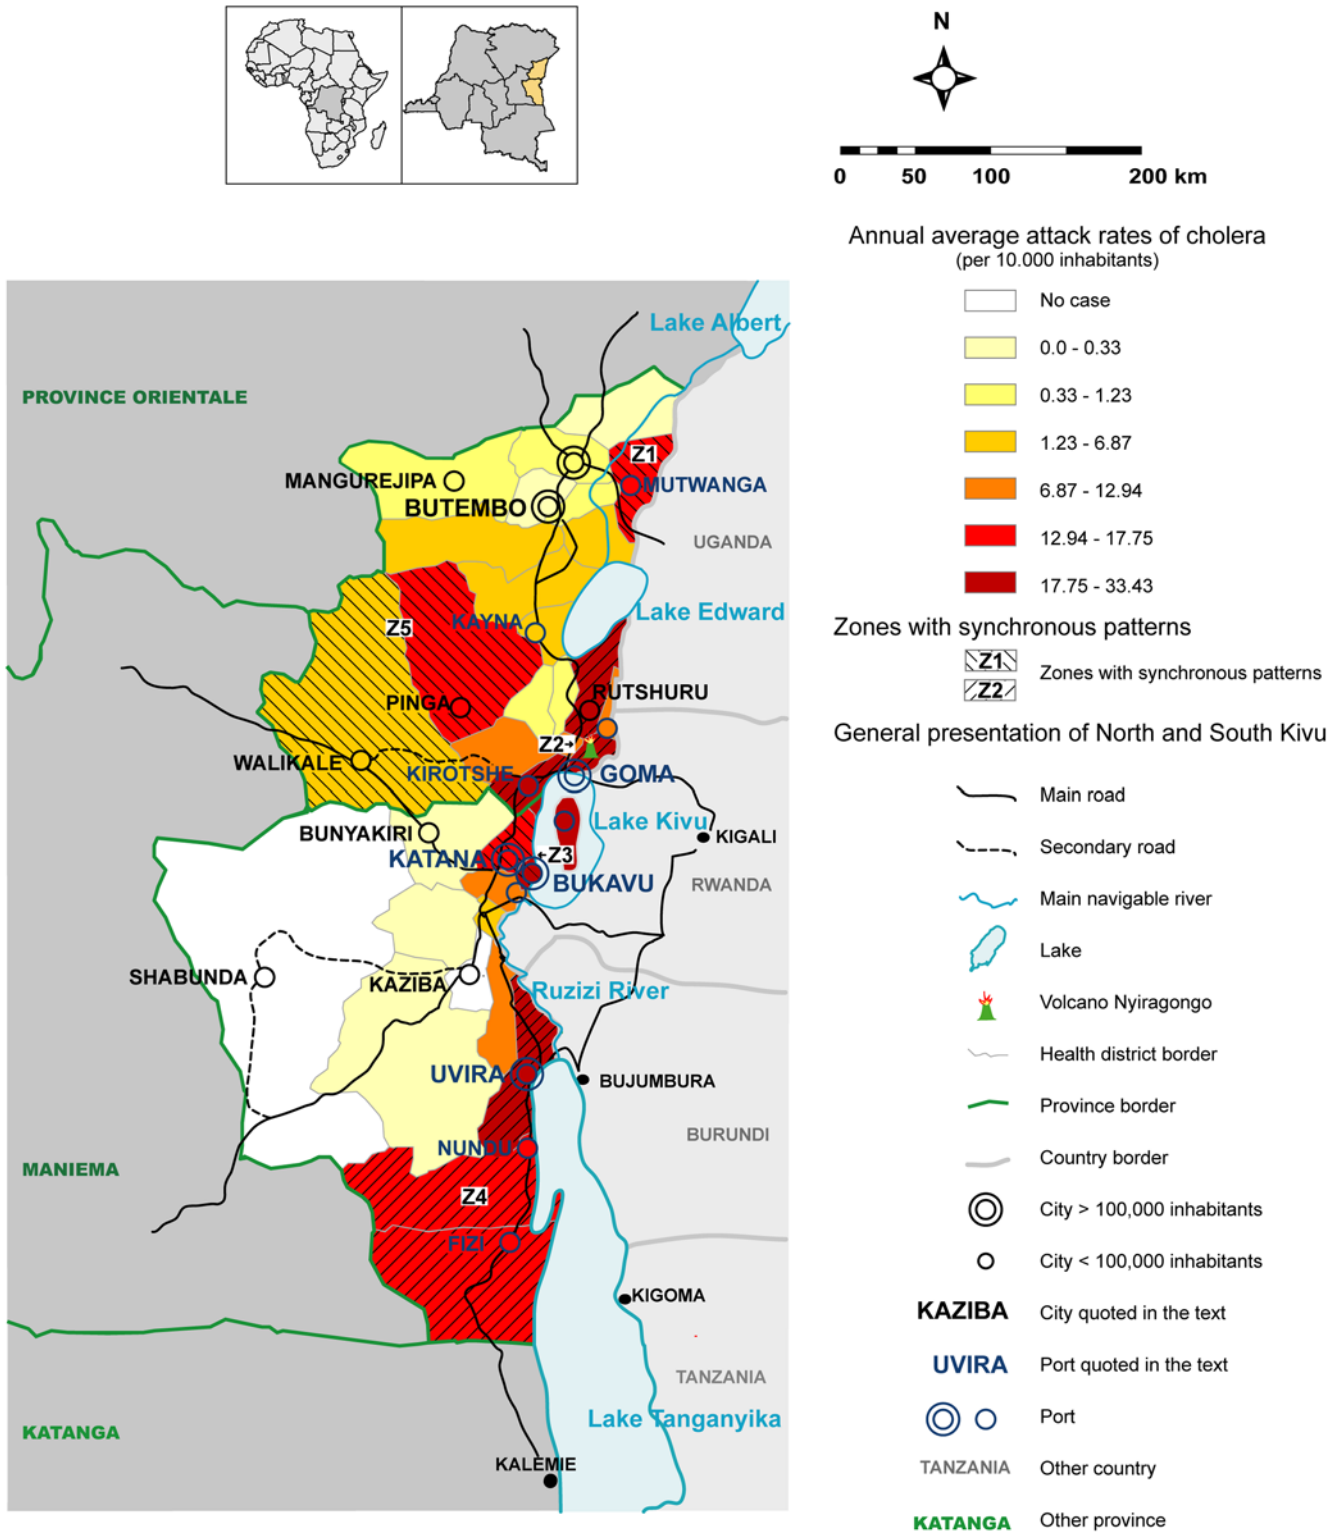 N
0 50 100 200 km
Annual average attack rates of cholera
(per 10.000 inhabitants)
No case
0.0 - 0.33
0.33 - 1.23
1.23 - 6.87
6.87 - 12.94
12.94 - 17.75
17.75 - 33.43
Zones with synchronous patterns
Z1
Z2
Zones with synchronous patterns
General presentation of North and South Kivu
Main road
Secondary road
Main navigable river
Lake
Volcano Nyiragongo
Health district border
Province border
Country border
City > 100,000 inhabitants
City < 100,000 inhabitants
KAZIBA City quoted in the text
UVIRA Port quoted in the text
Port
TANZANIA Other country
KATANGA Other province
Lake Albert
PROVINCE ORIENTALE
Z1
MANGUREJIPA
MUTWANGA
BUTEMBO
UGANDA
Lake Edward
KAYNA
Z5
RUTSHURU
PINGA
Z2
WALIKALE
KIROTSHE
GOMA
Lake Kivu
BUNYAKIRI
KIGALI
KATANA
Z3
BUKAVU
RWANDA
SHABUNDA
KAZIBA
Ruzizi River
UVIRA
BUJUMBURA
BURUNDI
NUNDU
MANIEMA
Z4
FIZI
KIGOMA
TANZANIA
Lake Tanganyika
KATANGA
KALEMIE